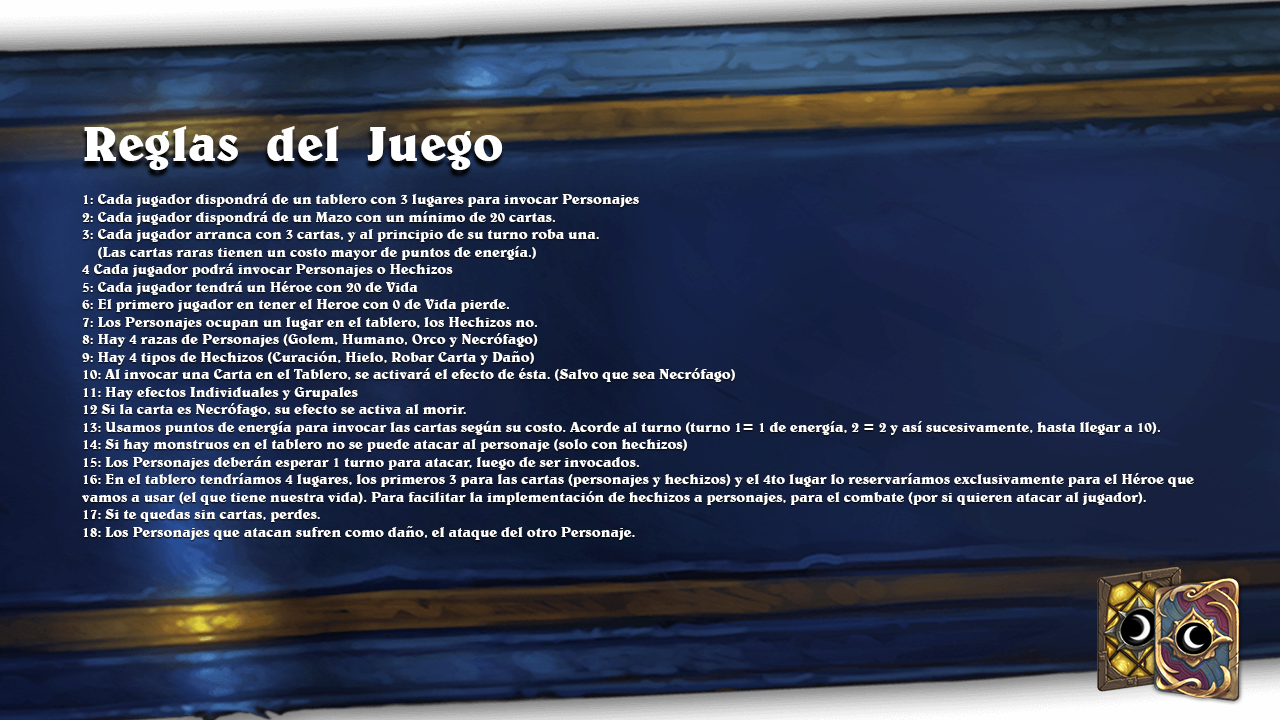 Reglas del Juego
1: Cada jugador dispondrá de un tablero con 3 lugares para invocar Personajes
2: Cada jugador dispondrá de un Mazo con un mínimo de 20 cartas.
3: Cada jugador arranca con 3 cartas, y al principio de su turno roba una.
(Las cartas raras tienen un costo mayor de puntos de energía.)
4 Cada jugador podrá invocar Personajes o Hechizos
5: Cada jugador tendrá un Héroe con 20 de Vida
6: El primero jugador en tener el Heroe con 0 de Vida pierde.
7: Los Personajes ocupan un lugar en el tablero, los Hechizos no.
8: Hay 4 razas de Personajes (Golem, Humano, Orco y Necrófago)
9: Hay 4 tipos de Hechizos (Curación, Hielo, Robar Carta y Daño)
10: Al invocar una Carta en el Tablero, se activará el efecto de ésta. (Salvo que sea Necrófago)
11: Hay efectos Individuales y Grupales
12 Si la carta es Necrófago, su efecto se activa al morir.
13: Usamos puntos de energía para invocar las cartas según su costo. Acorde al turno (turno 1= 1 de energía, 2 = 2 y así sucesivamente, hasta llegar a 10).
14: Si hay monstruos en el tablero no se puede atacar al personaje (solo con hechizos)
15: Los Personajes deberán esperar 1 turno para atacar, luego de ser invocados.
16: En el tablero tendríamos 4 lugares, los primeros 3 para las cartas (personajes y hechizos) y el 4to lugar lo reservaríamos exclusivamente para el Héroe que
vamos a usar (el que tiene nuestra vida). Para facilitar la implementación de hechizos a personajes, para el combate (por si quieren atacar al jugador).
17: Si te quedas sin cartas, perdes.
18: Los Personajes que atacan sufren como daño, el ataque del otro Personaje.